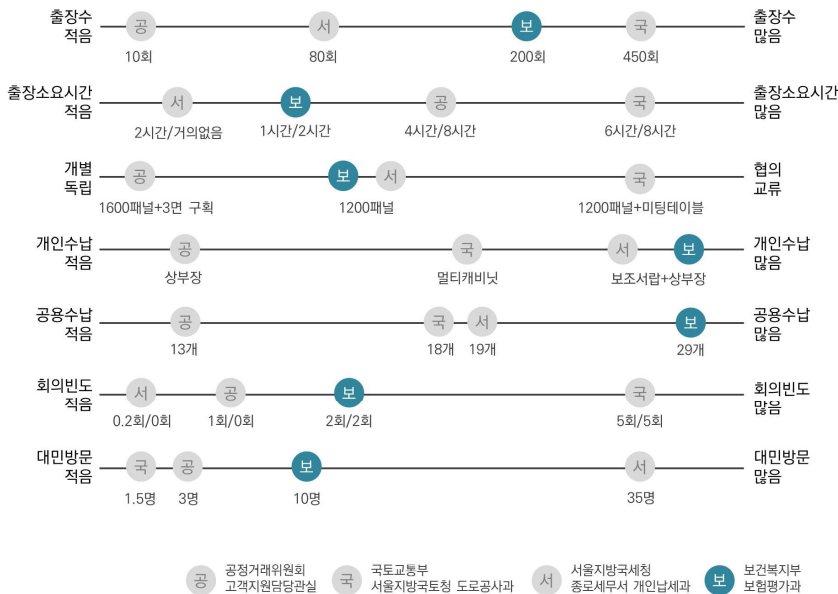 출장수
적음
공
서
보
국
출장수
많음
10회
80회
200회
450회
출장소요시간
적음
서
보
공
국
출장소요시간
많음
2시간/거의없음
1시간/2시간
4시간/8시간
6시간/8시간
개별
독립
공
보
서
국
협의
교류
1600패널+3면 구획
1200패널
1200패널+미팅테이블
개인수납
적음
공
국
서
보
개인수납
많음
상부장
멀티캐비닛
보조서랍+상부장
공용수납
적음
공
국
서
보
공용수납
많음
13개
18개
19개
29개
회의빈도
적음
서
공
보
국
회의빈도
많음
0.2회/0회
1회/0회
2회/2회
5회/5회
대민방문
적음
국
공
보
서
대민방문
많음
1.5명
3명
10명
35명
공
공정거래위원회
고객지원담당관실
국
국토교통부
서울지방국토청 도로공사과
서
서울지방국세청
종로세무서 개인납세과
보
보건복지부
보험평가과